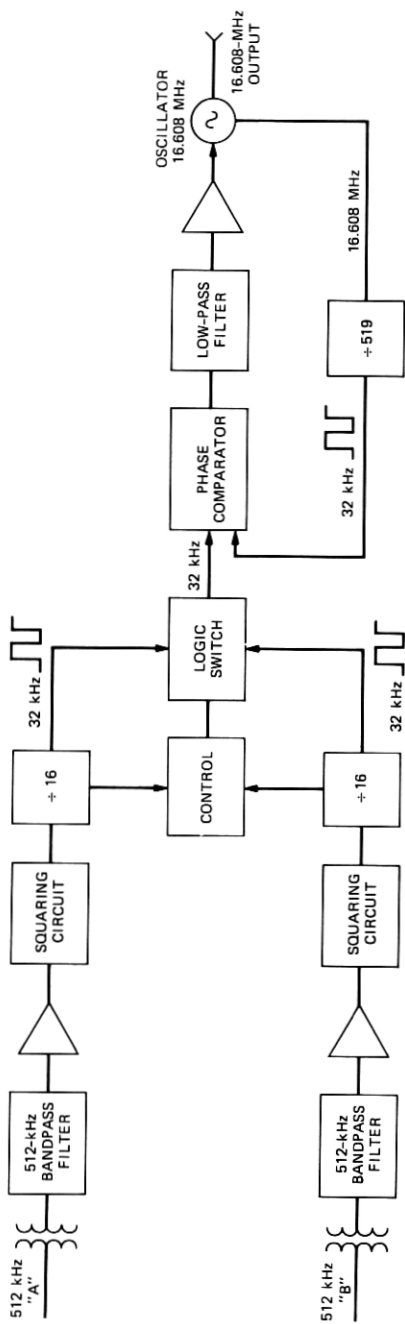 512 kHz
"A"
512-kHz
BANDPASS
FILTER
SQUARING
CIRCUIT
÷ 16
32 kHz
CONTROL
LOGIC
SWITCH
32 kHz
PHASE
COMPARATOR
LOW-PASS
FILTER
OSCILLATOR
16.608 MHz
16.608-MHz
OUTPUT
16.608 MHz
÷519
32 kHz
512 kHz
"B"
512-kHz
BANDPASS
FILTER
SQUARING
CIRCUIT
÷ 16
32 kHz